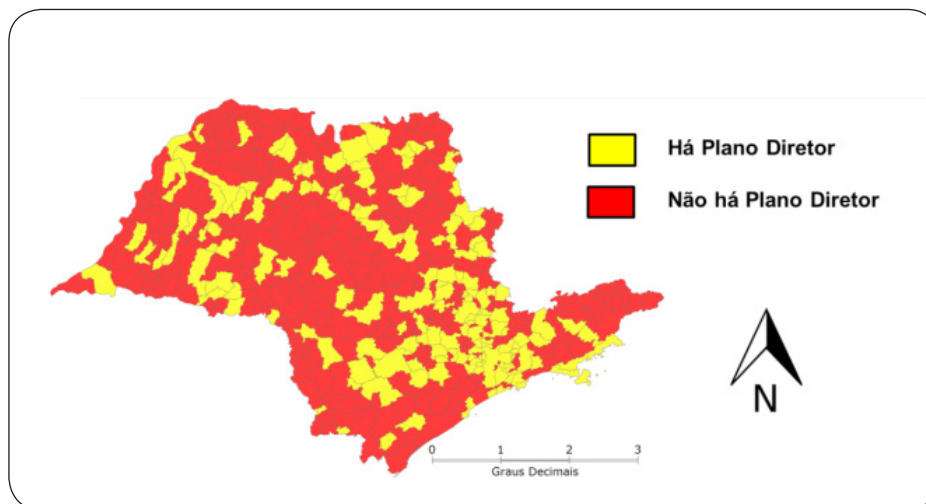 Há Plano Diretor
Não há Plano Diretor
N
0 1 2 3
Graus Decimais